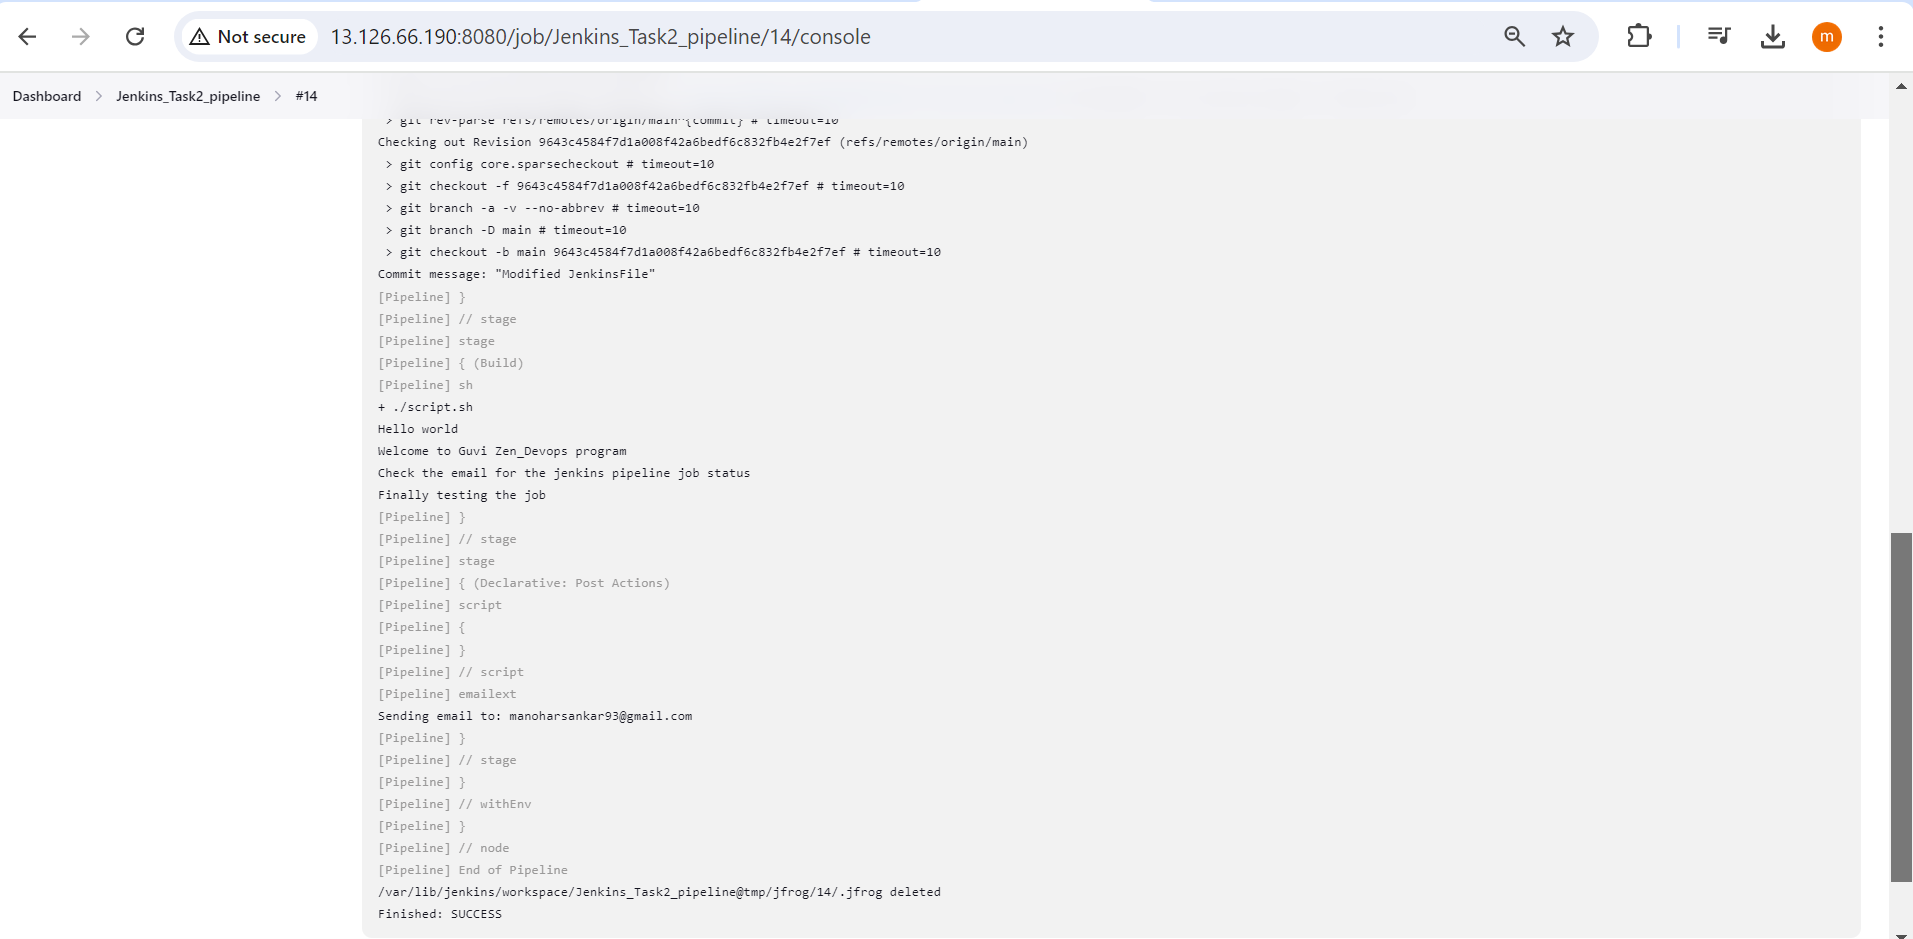 Not secure 13.126.66.190:8080/job/Jenkins_Task2_pipeline/14/console m
Dashboard > Jenkins_Task2_pipeline > #14
> git rev-parse refs/remotes/origin/main^{commit} # timeout=10
Checking out Revision 9643c4584f7d1a008f42a6bedf6c832fb4e2f7ef (refs/remotes/origin/main)
> git config core.sparsecheckout # timeout=10
> git checkout -f 9643c4584f7d1a008f42a6bedf6c832fb4e2f7ef # timeout=10
> git branch -a -v --no-abbrev # timeout=10
> git branch -D main # timeout=10
> git checkout -b main 9643c4584f7d1a008f42a6bedf6c832fb4e2f7ef # timeout=10
Commit message: "Modified JenkinsFile"
[Pipeline] }
[Pipeline] // stage
[Pipeline] stage
[Pipeline] { (Build)
[Pipeline] sh
+ ./script.sh
Hello world
Welcome to Guvi Zen_Devops program
Check the email for the jenkins pipeline job status
Finally testing the job
[Pipeline] }
[Pipeline] // stage
[Pipeline] stage
[Pipeline] { (Declarative: Post Actions)
[Pipeline] script
[Pipeline] {
[Pipeline] }
[Pipeline] // script
[Pipeline] emailext
Sending email to: manoharsankar93@gmail.com
[Pipeline] }
[Pipeline] // stage
[Pipeline] }
[Pipeline] // withEnv
[Pipeline] }
[Pipeline] // node
[Pipeline] End of Pipeline
/var/lib/jenkins/workspace/Jenkins_Task2_pipeline@tmp/jfrog/14/.jfrog deleted
Finished: SUCCESS